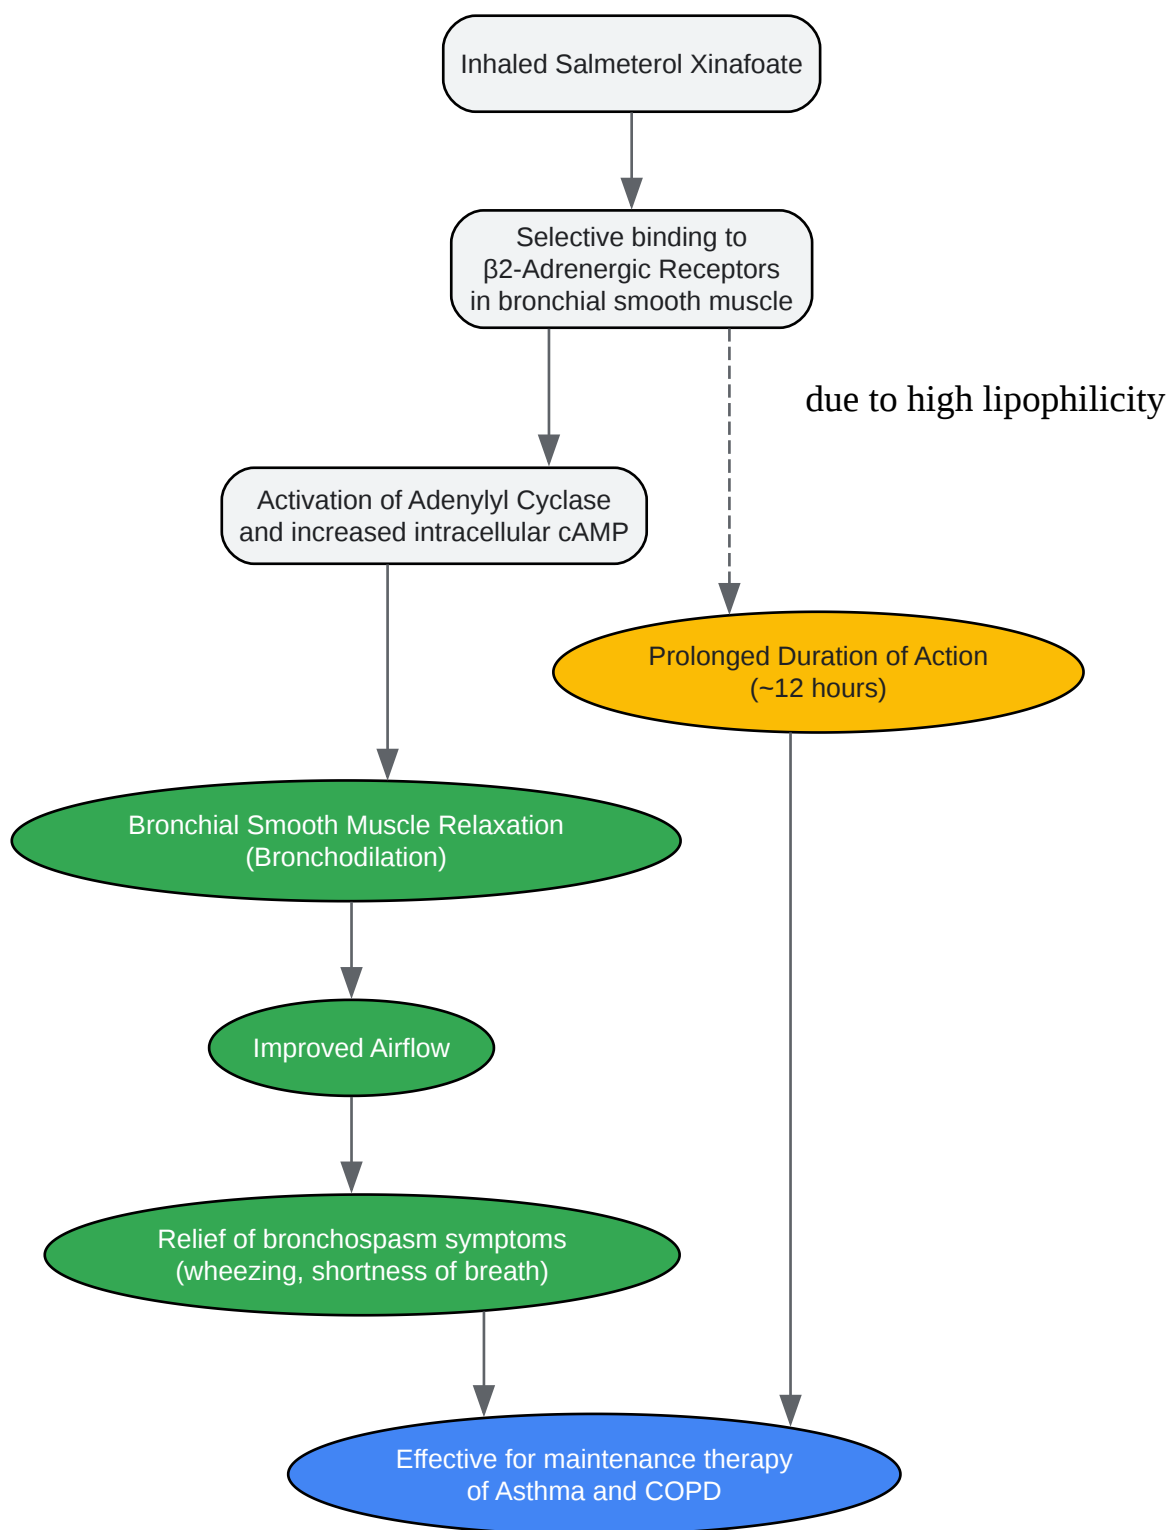 Inhaled Salmeterol Xinafoate
Selective binding to
β2-Adrenergic Receptors
in bronchial smooth muscle
due to high lipophilicity
Activation of Adenylyl Cyclase
and increased intracellular cAMP
Prolonged Duration of Action
(~12 hours)
Bronchial Smooth Muscle Relaxation
(Bronchodilation)
Improved Airflow
Relief of bronchospasm symptoms
(wheezing, shortness of breath)
Effective for maintenance therapy
of Asthma and COPD